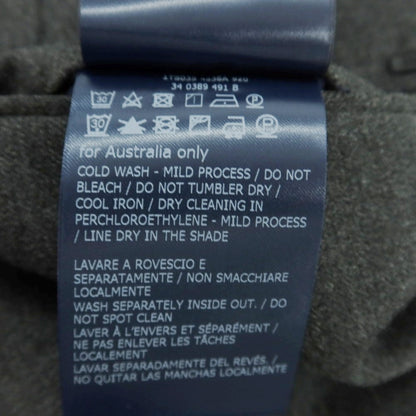 34 0389 491 8
for Australia only
COLD WASH - MILD PROCESS / DO NOT
BLEACH / DO NOT TUMBLER DRY /
COOL IRON / DRY CLEANING IN
PERCHLOROETHYLENE - MILD PROCESS
/ LINE DRY IN THE SHADE
LAVARE A ROVESCIO E
SEPARATAMENTE / NON SMACCHIARE
LOCALMENTE
WASH SEPARATELY INSIDE OUT. / DO
NOT SPOT CLEAN
LAVER À L'ENVERS ET SÉPARÉMENT /
NE PAS ENLEVER LES TÂCHES
LOCALEMENT
LAVAR SEPARADAMENTE DEL REVÉS. /
NO QUITAR LAS MANCHAS LOCALMENTE